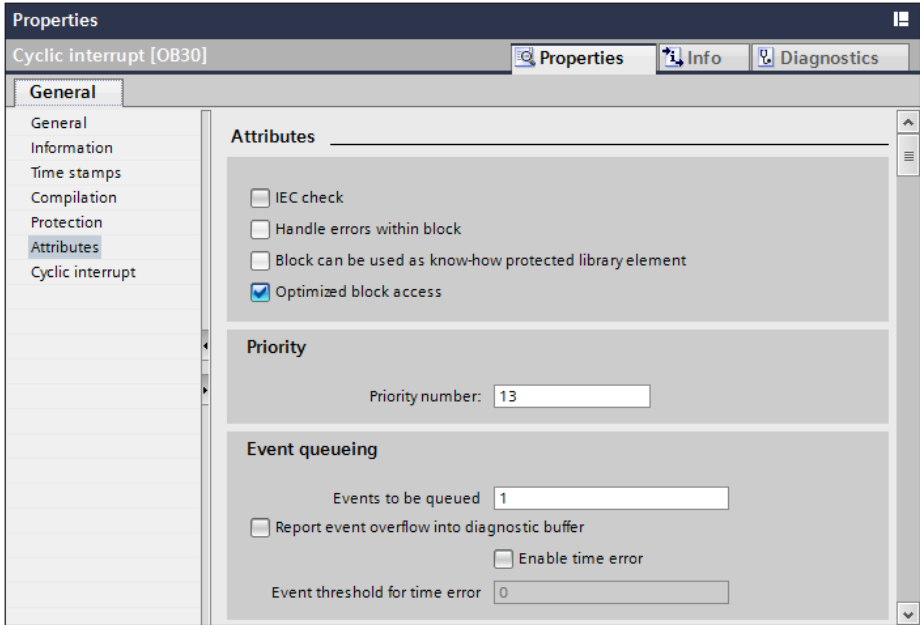 Properties
Cyclic interrupt [OB30]
Properties
Info
Diagnostics
General
General
Information
Time stamps
Compilation
Protection
Attributes
Cyclic interrupt
Attributes
IEC check
Handle errors within block
Block can be used as know-how protected library element
Optimized block access
Priority
Priority number: 13
Event queueing
Events to be queued 1
Report event overflow into diagnostic buffer
Enable time error
Event threshold for time error 0